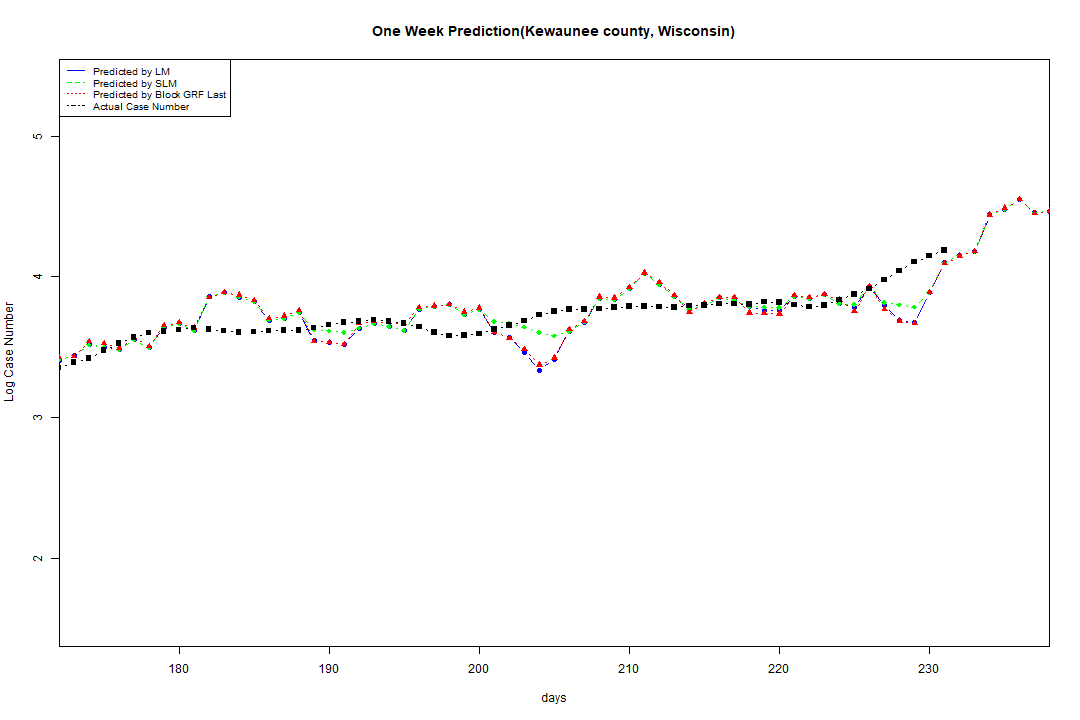 One Week Prediction(Kewaunee county, Wisconsin)
Predicted by LM
Predicted by SLM
Predicted by Block GRF Last
Actual Case Number
5
4
3
2
Log Case Number
180 190 200 210 220 230
days